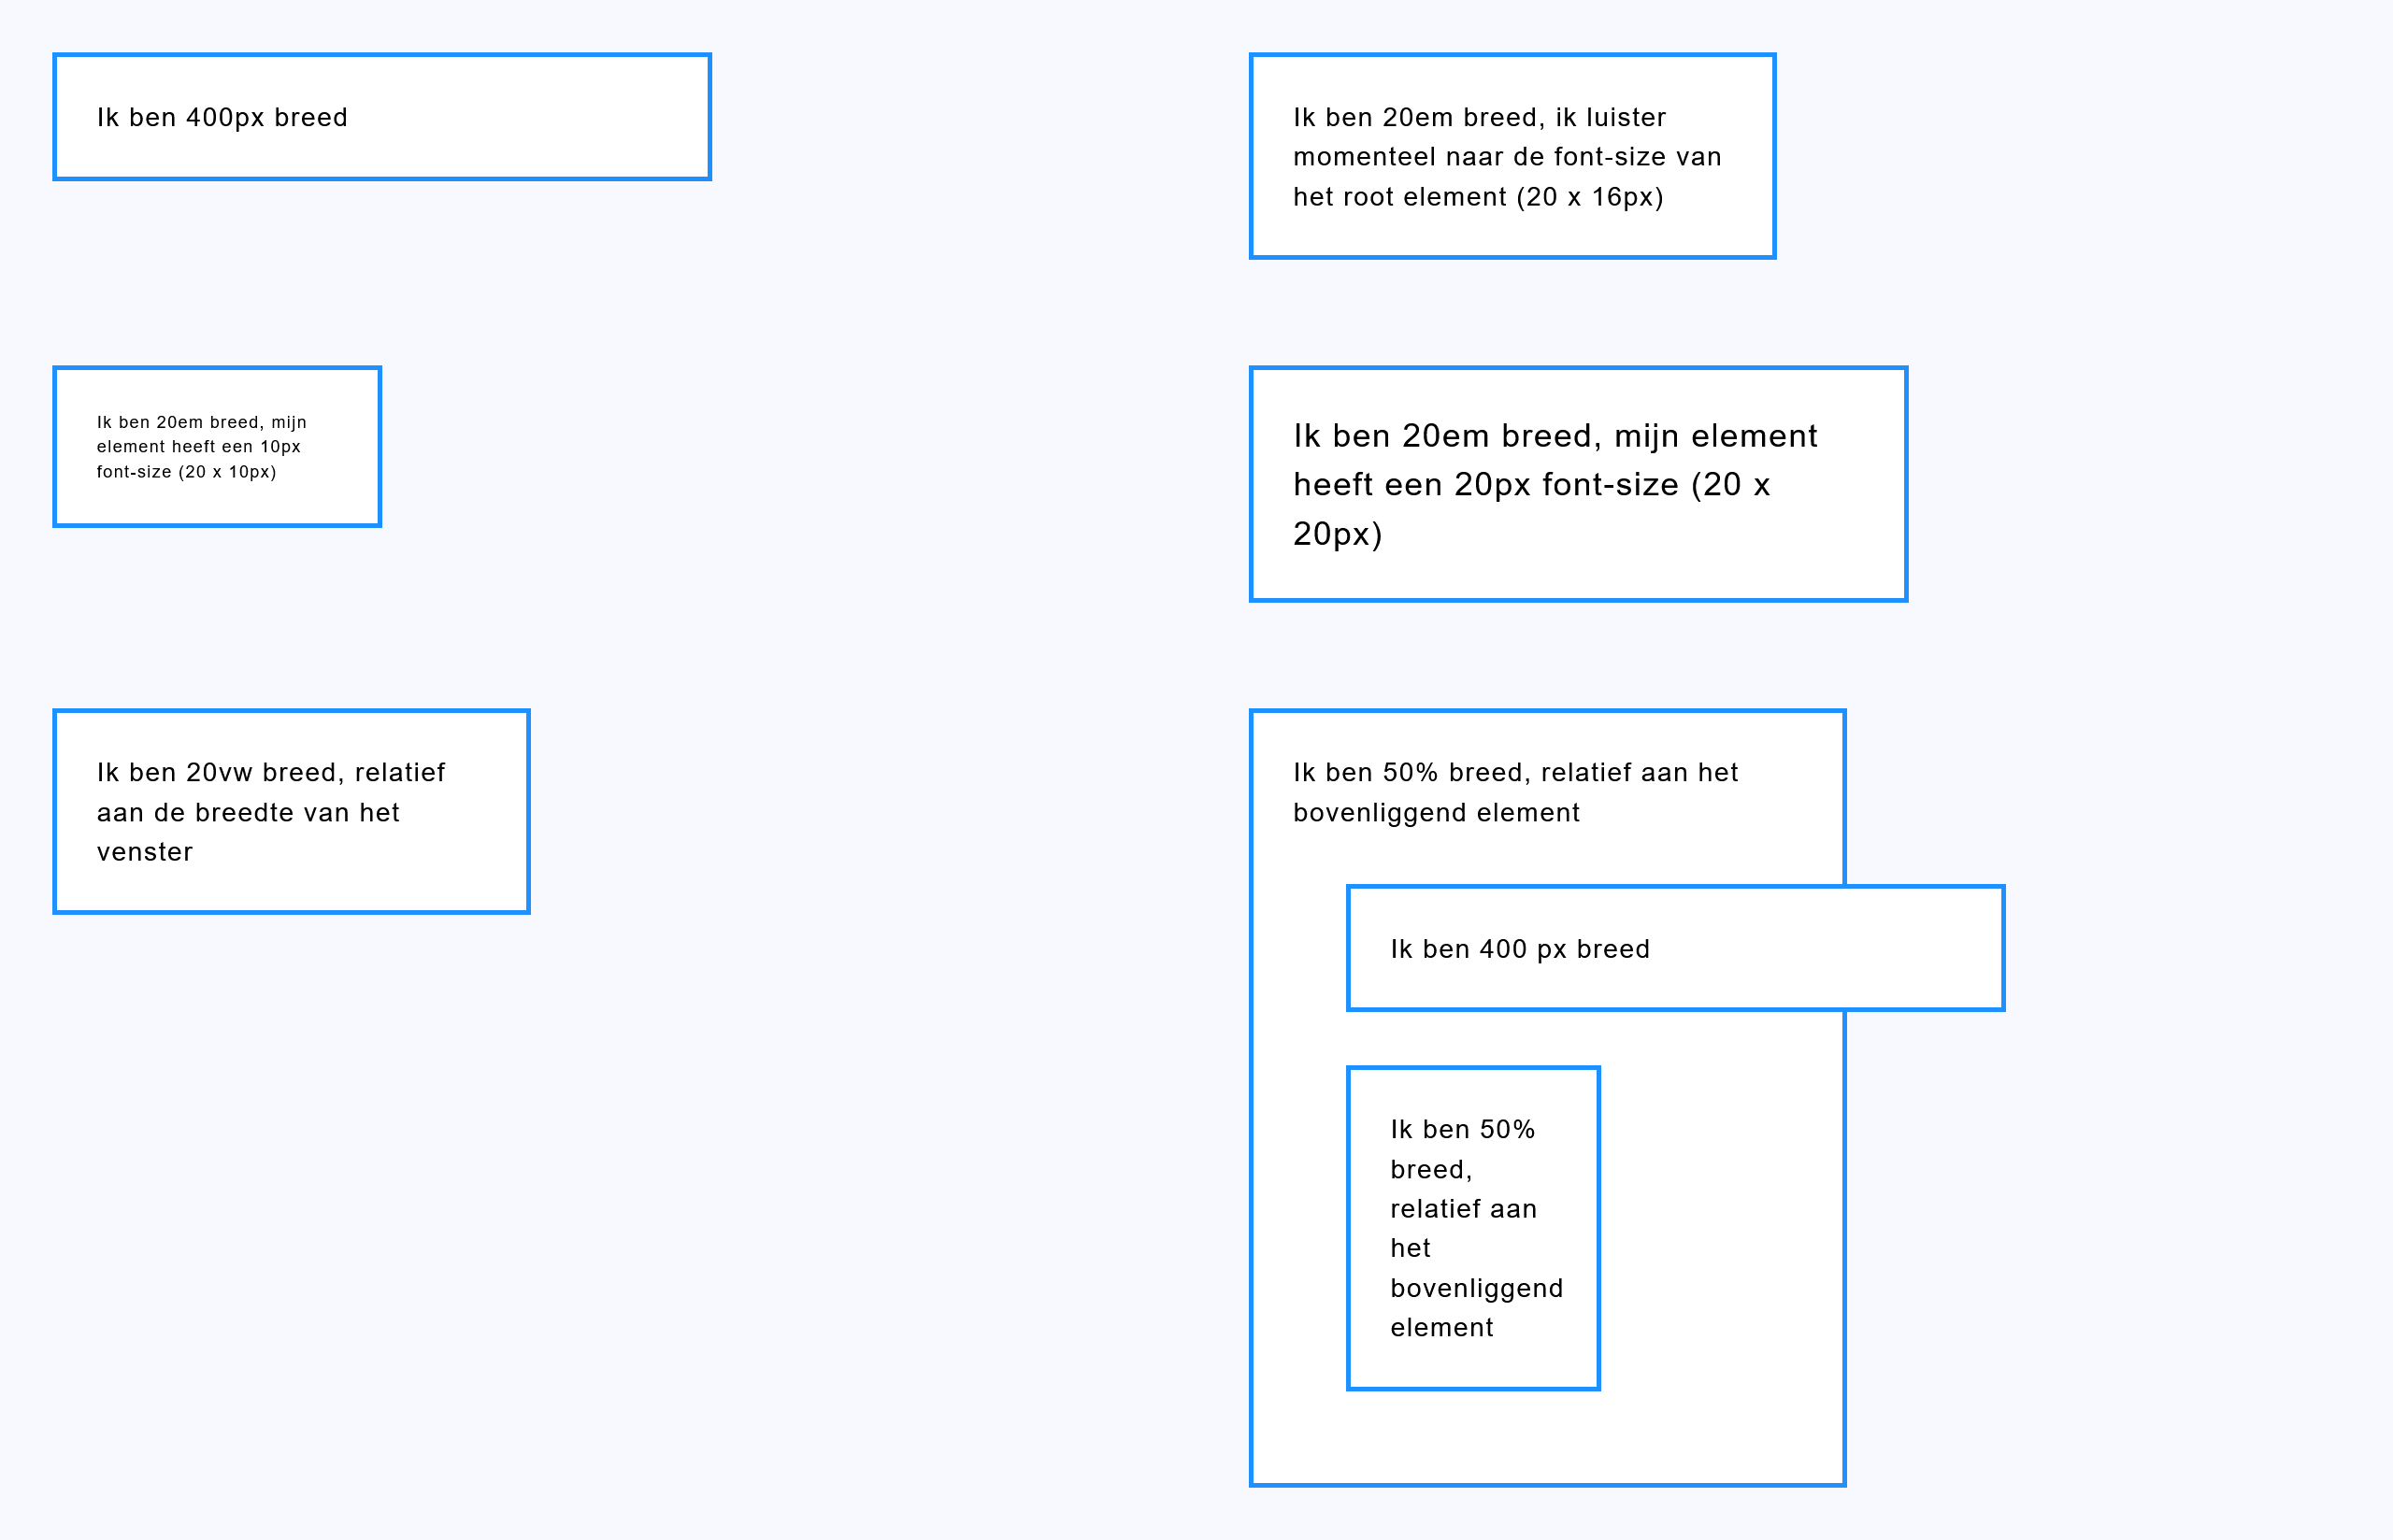 Ik ben 400px breed
Ik ben 20em breed, ik luister
momenteel naar de font-size van
het root element (20 x 16px)
Ik ben 20em breed, mijn
element heeft een 10px
font-size (20 x 10px)
Ik ben 20em breed, mijn element
heeft een 20px font-size (20 x
20px)
Ik ben 20vw breed, relatief
aan de breedte van het
venster
Ik ben 50% breed, relatief aan het
bovenliggend element
Ik ben 400 px breed
Ik ben 50%
breed,
relatief aan
het
bovenliggend
element